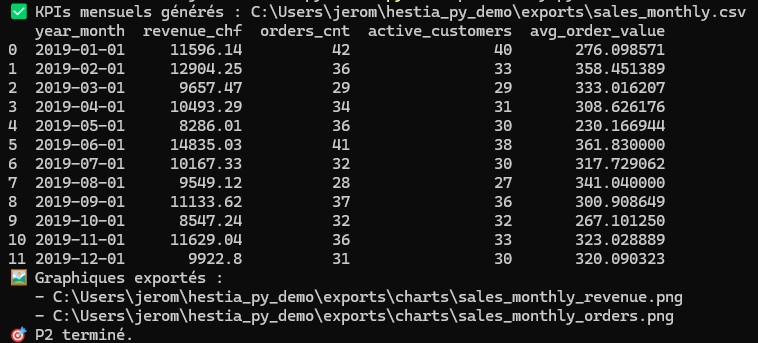 ✅ KPIs mensuels générés : C:\Users\jerom\hestia_py_demo\exports\sales_monthly.csv
year_month revenue_chf orders_cnt active_customers avg_order_value
0 2019-01-01 11596.14 42 40 276.098571
1 2019-02-01 12904.25 36 33 358.451389
2 2019-03-01 9657.47 29 29 333.016207
3 2019-04-01 10493.29 34 31 308.626176
4 2019-05-01 8286.01 36 30 230.166944
5 2019-06-01 14835.03 41 38 361.830000
6 2019-07-01 10167.33 32 30 317.729062
7 2019-08-01 9549.12 28 27 341.040000
8 2019-09-01 11133.62 37 36 300.908649
9 2019-10-01 8547.24 32 32 267.101250
10 2019-11-01 11629.04 36 33 323.028889
11 2019-12-01 9922.8 31 30 320.090323
🖼️ Graphiques exportés :
- C:\Users\jerom\hestia_py_demo\exports\charts\sales_monthly_revenue.png
- C:\Users\jerom\hestia_py_demo\exports\charts\sales_monthly_orders.png
🎯 P2 terminé.